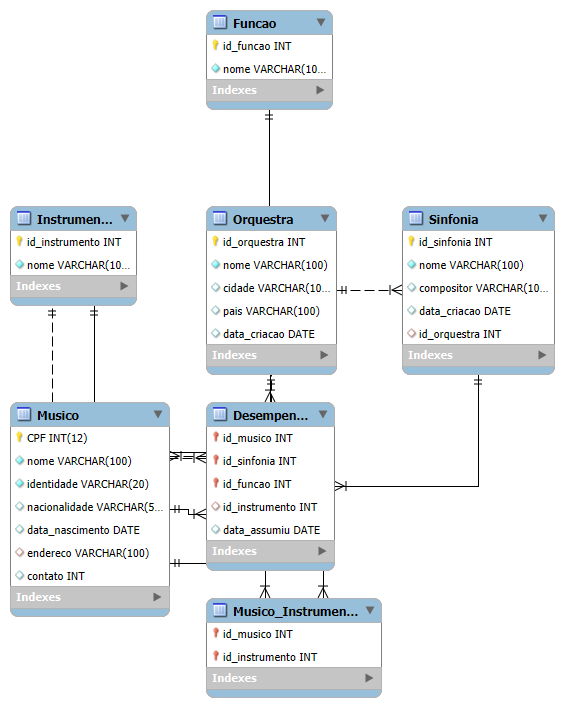 Funcao
id_funcao INT
nome VARCHAR(10...
Indexes
Instrumen...
id_instrumento INT
nome VARCHAR(10...
Indexes
Orquestra
id_orquestra INT
nome VARCHAR(100)
cidade VARCHAR(10...
pais VARCHAR(100)
data_criacao DATE
Indexes
Sinfonia
id_sinfonia INT
nome VARCHAR(100)
compositor VARCHAR(10...
data_criacao DATE
id_orquestra INT
Indexes
Musico
CPF INT(12)
nome VARCHAR(100)
identidade VARCHAR(20)
nacionalidade VARCHAR(5...
data_nascimento DATE
endereco VARCHAR(100)
contato INT
Indexes
Desempen...
id_musico INT
id_sinfonia INT
id_funcao INT
id_instrumento INT
data_assumiu DATE
Indexes
Musico_Instrumen...
id_musico INT
id_instrumento INT
Indexes